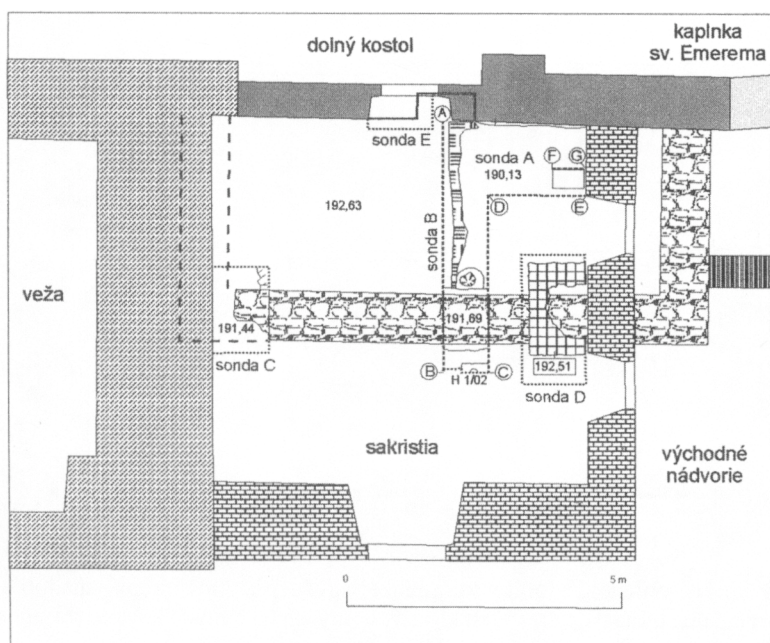 dolný kostol
kaplnka
sv. Emerema
A
sonda E
sonda A
F
G
190,13
D
E
192,63
sonda B
veža
191,44
191,69
sonda C
192,51
B
H 1/02
C
sonda D
sakristia
východné
nádvorie
0
5 m